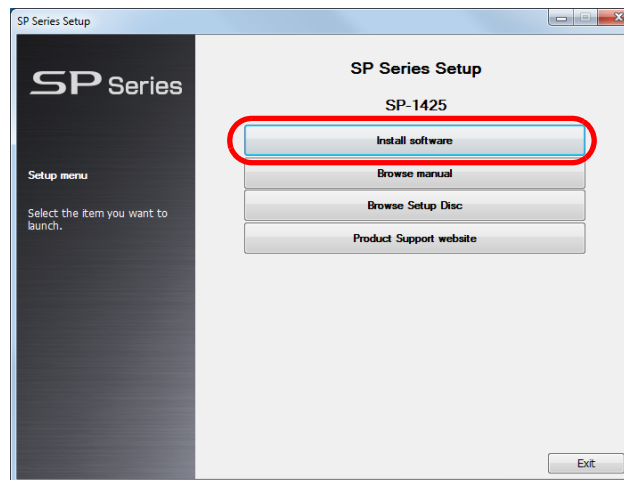 SP Series Setup
SP Series
Setup menu
Select the item you want to
launch.
SP Series Setup
SP-1425
Install software
Browse manual
Browse Setup Disc
Product Support website
Exit